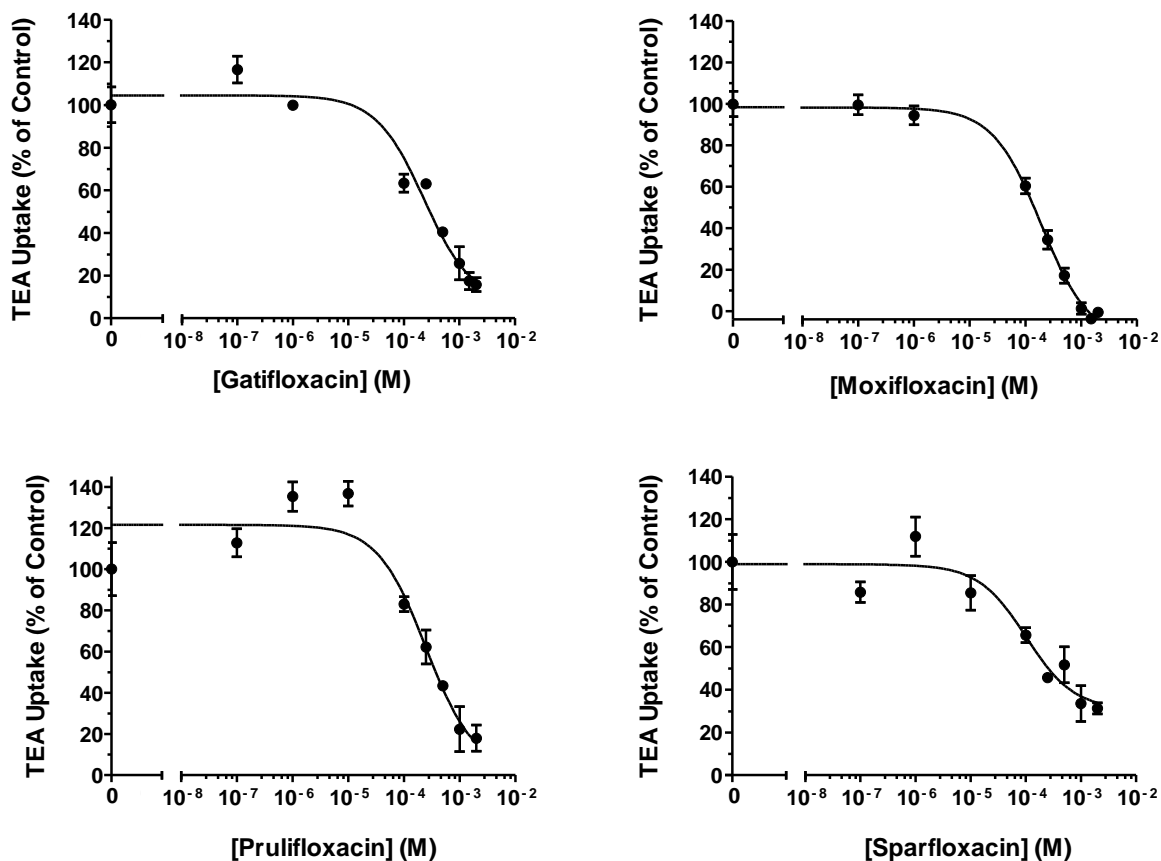 140
120
100
80
60
40
20
0
TEA Uptake (% of Control)
0 10⁻⁸ 10⁻⁷ 10⁻⁶ 10⁻⁵ 10⁻⁴ 10⁻³ 10⁻²
[Gatifloxacin] (M)
140
120
100
80
60
40
20
0
TEA Uptake (% of Control)
0 10⁻⁸ 10⁻⁷ 10⁻⁶ 10⁻⁵ 10⁻⁴ 10⁻³ 10⁻²
[Moxifloxacin] (M)
140
120
100
80
60
40
20
0
TEA Uptake (% of Control)
0 10⁻⁸ 10⁻⁷ 10⁻⁶ 10⁻⁵ 10⁻⁴ 10⁻³ 10⁻²
[Prulifloxacin] (M)
140
120
100
80
60
40
20
0
TEA Uptake (% of Control)
0 10⁻⁸ 10⁻⁷ 10⁻⁶ 10⁻⁵ 10⁻⁴ 10⁻³ 10⁻²
[Sparfloxacin] (M)